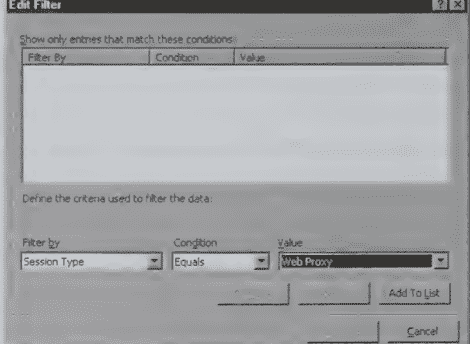 Edit Filter
Show only entries that match these conditions:
Filter By Condition Value
Define the criteria used to filter the data:
Filter by Condition Value
Session Type Equals Web Proxy
Add To List
Cancel